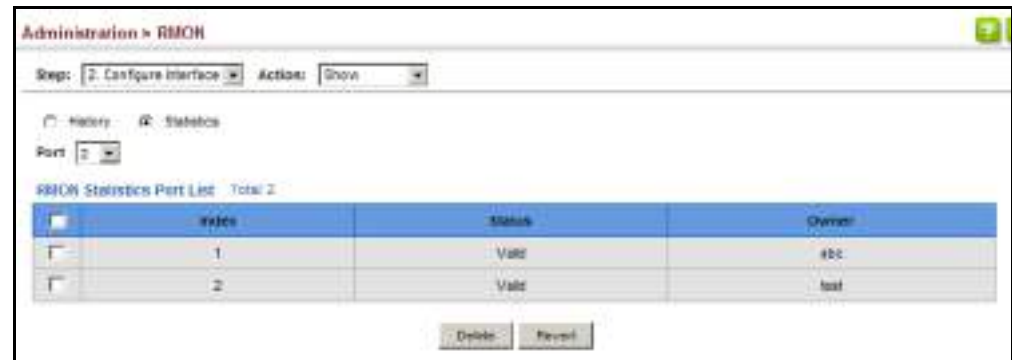 Administration > RMON
Step: 2. Configure Interface Action: Show
History Statistics
Port 2
RMON Statistics Port List Total 2
Index Status Owner
1 Valid abc
2 Valid test
Delete Revert